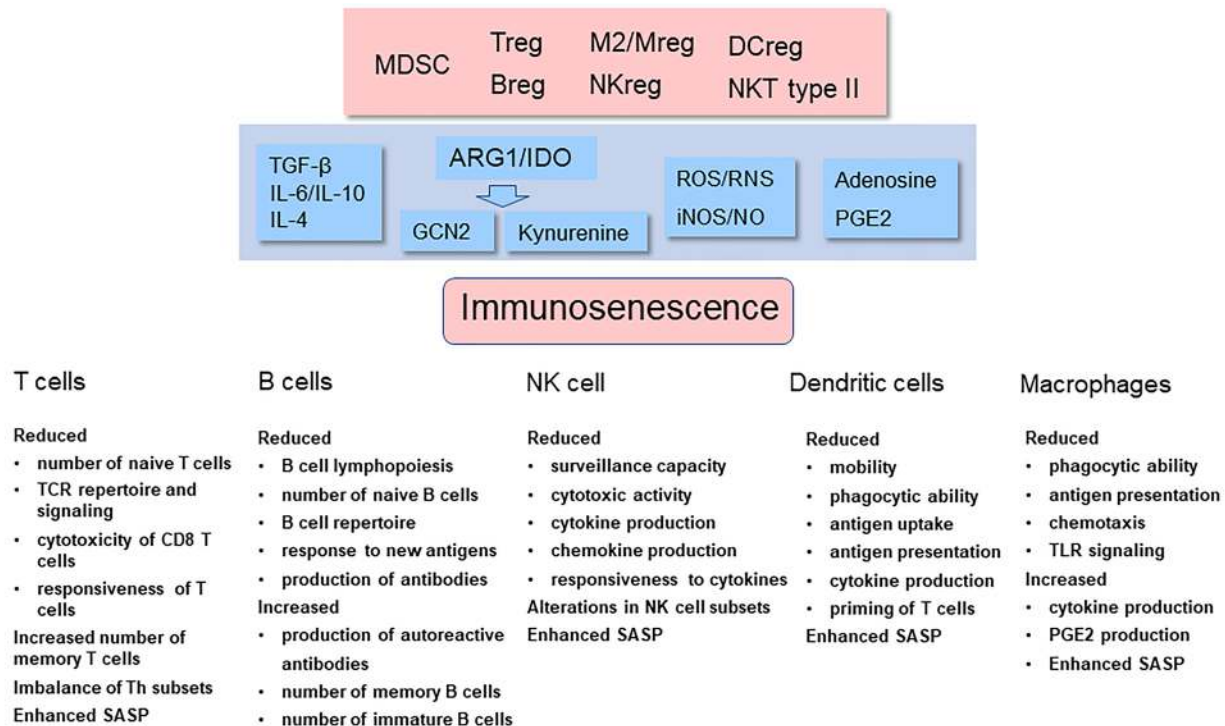 MDSC
Treg M2/Mreg DCreg
Breg NKreg NKT type II
TGF-β
IL-6/IL-10
IL-4
ARG1/IDO
GCN2
Kynurenine
ROS/RNS
iNOS/NO
Adenosine
PGE2
Immunosenescence
T cells
Reduced
• number of naive T cells
• TCR repertoire and
signaling
• cytotoxicity of CD8 T
cells
• responsiveness of T
cells
Increased number of
memory T cells
Imbalance of Th subsets
Enhanced SASP
B cells
Reduced
• B cell lymphopoiesis
• number of naive B cells
• B cell repertoire
• response to new antigens
• production of antibodies
Increased
• production of autoreactive
antibodies
• number of memory B cells
• number of immature B cells
NK cell
Reduced
• surveillance capacity
• cytotoxic activity
• cytokine production
• chemokine production
• responsiveness to cytokines
Alterations in NK cell subsets
Enhanced SASP
Dendritic cells
Reduced
• mobility
• phagocytic ability
• antigen uptake
• antigen presentation
• cytokine production
• priming of T cells
Enhanced SASP
Macrophages
Reduced
• phagocytic ability
• antigen presentation
• chemotaxis
• TLR signaling
Increased
• cytokine production
• PGE2 production
• Enhanced SASP